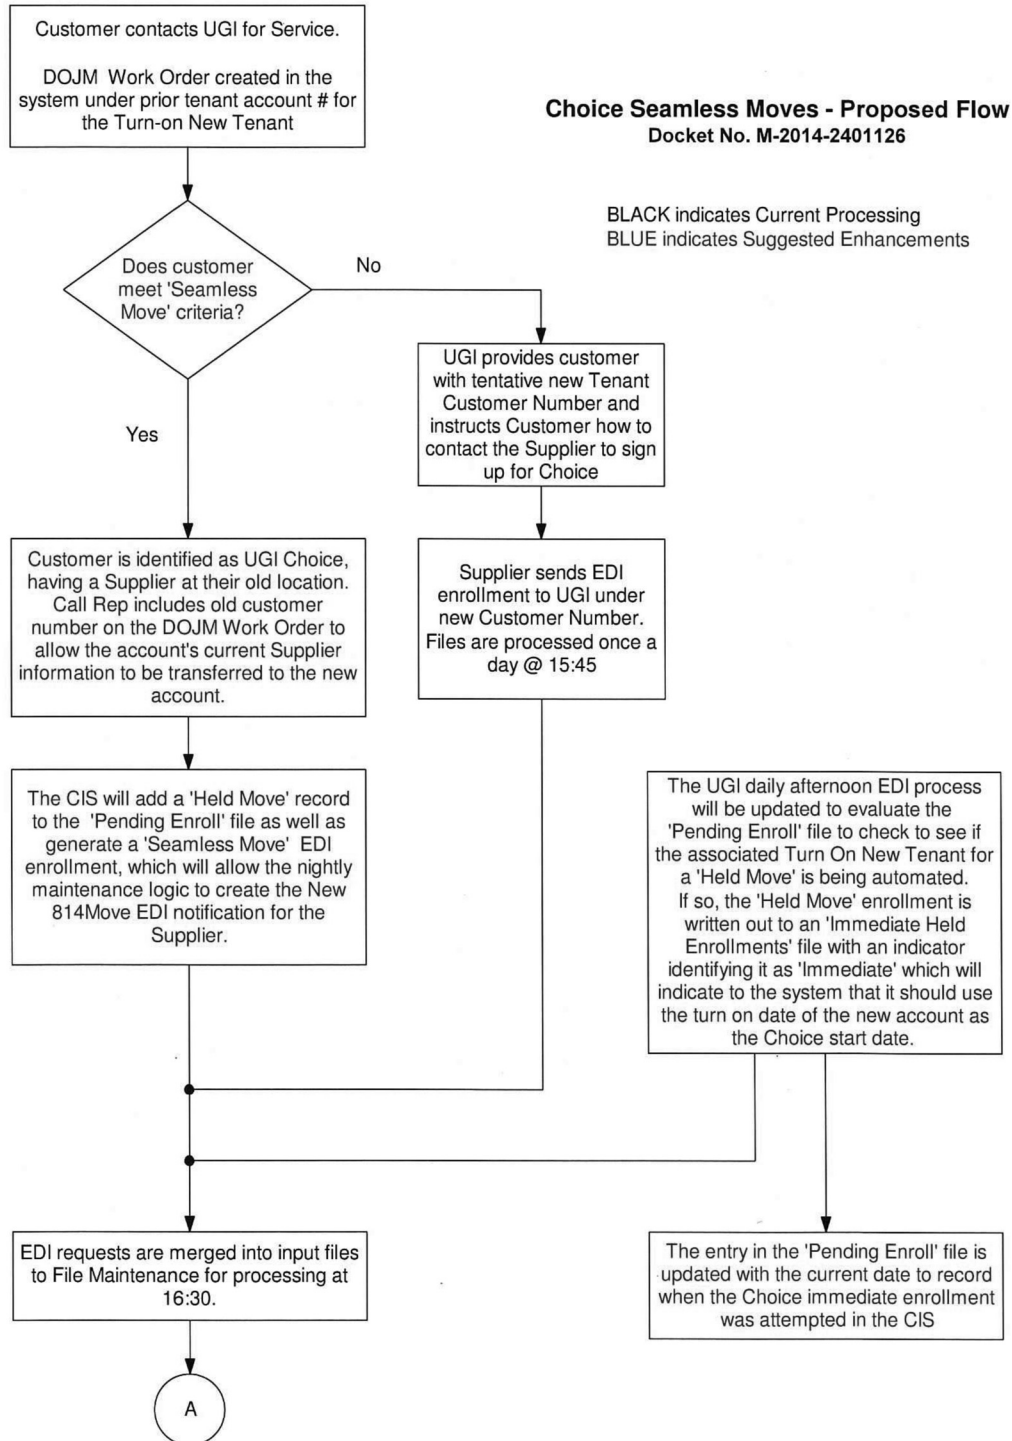 Customer contacts UGI for Service.
DOJM Work Order created in the
system under prior tenant account # for
the Turn-on New Tenant
Choice Seamless Moves - Proposed Flow
Docket No. M-2014-2401126
BLACK indicates Current Processing
BLUE indicates Suggested Enhancements
Does customer
meet 'Seamless
Move' criteria?
No
Yes
UGI provides customer
with tentative new Tenant
Customer Number and
instructs Customer how to
contact the Supplier to sign
up for Choice
Customer is identified as UGI Choice,
having a Supplier at their old location.
Call Rep includes old customer
number on the DOJM Work Order to
allow the account's current Supplier
information to be transferred to the new
account.
Supplier sends EDI
enrollment to UGI under
new Customer Number.
Files are processed once a
day @ 15:45
The CIS will add a 'Held Move' record
to the 'Pending Enroll' file as well as
generate a 'Seamless Move' EDI
enrollment, which will allow the nightly
maintenance logic to create the New
814Move EDI notification for the
Supplier.
The UGI daily afternoon EDI process
will be updated to evaluate the
'Pending Enroll' file to check to see if
the associated Turn On New Tenant for
a 'Held Move' is being automated.
If so, the 'Held Move' enrollment is
written out to an 'Immediate Held
Enrollments' file with an indicator
identifying it as 'Immediate' which will
indicate to the system that it should use
the turn on date of the new account as
the Choice start date.
EDI requests are merged into input files
to File Maintenance for processing at
16:30.
The entry in the 'Pending Enroll' file is
updated with the current date to record
when the Choice immediate enrollment
was attempted in the CIS
A